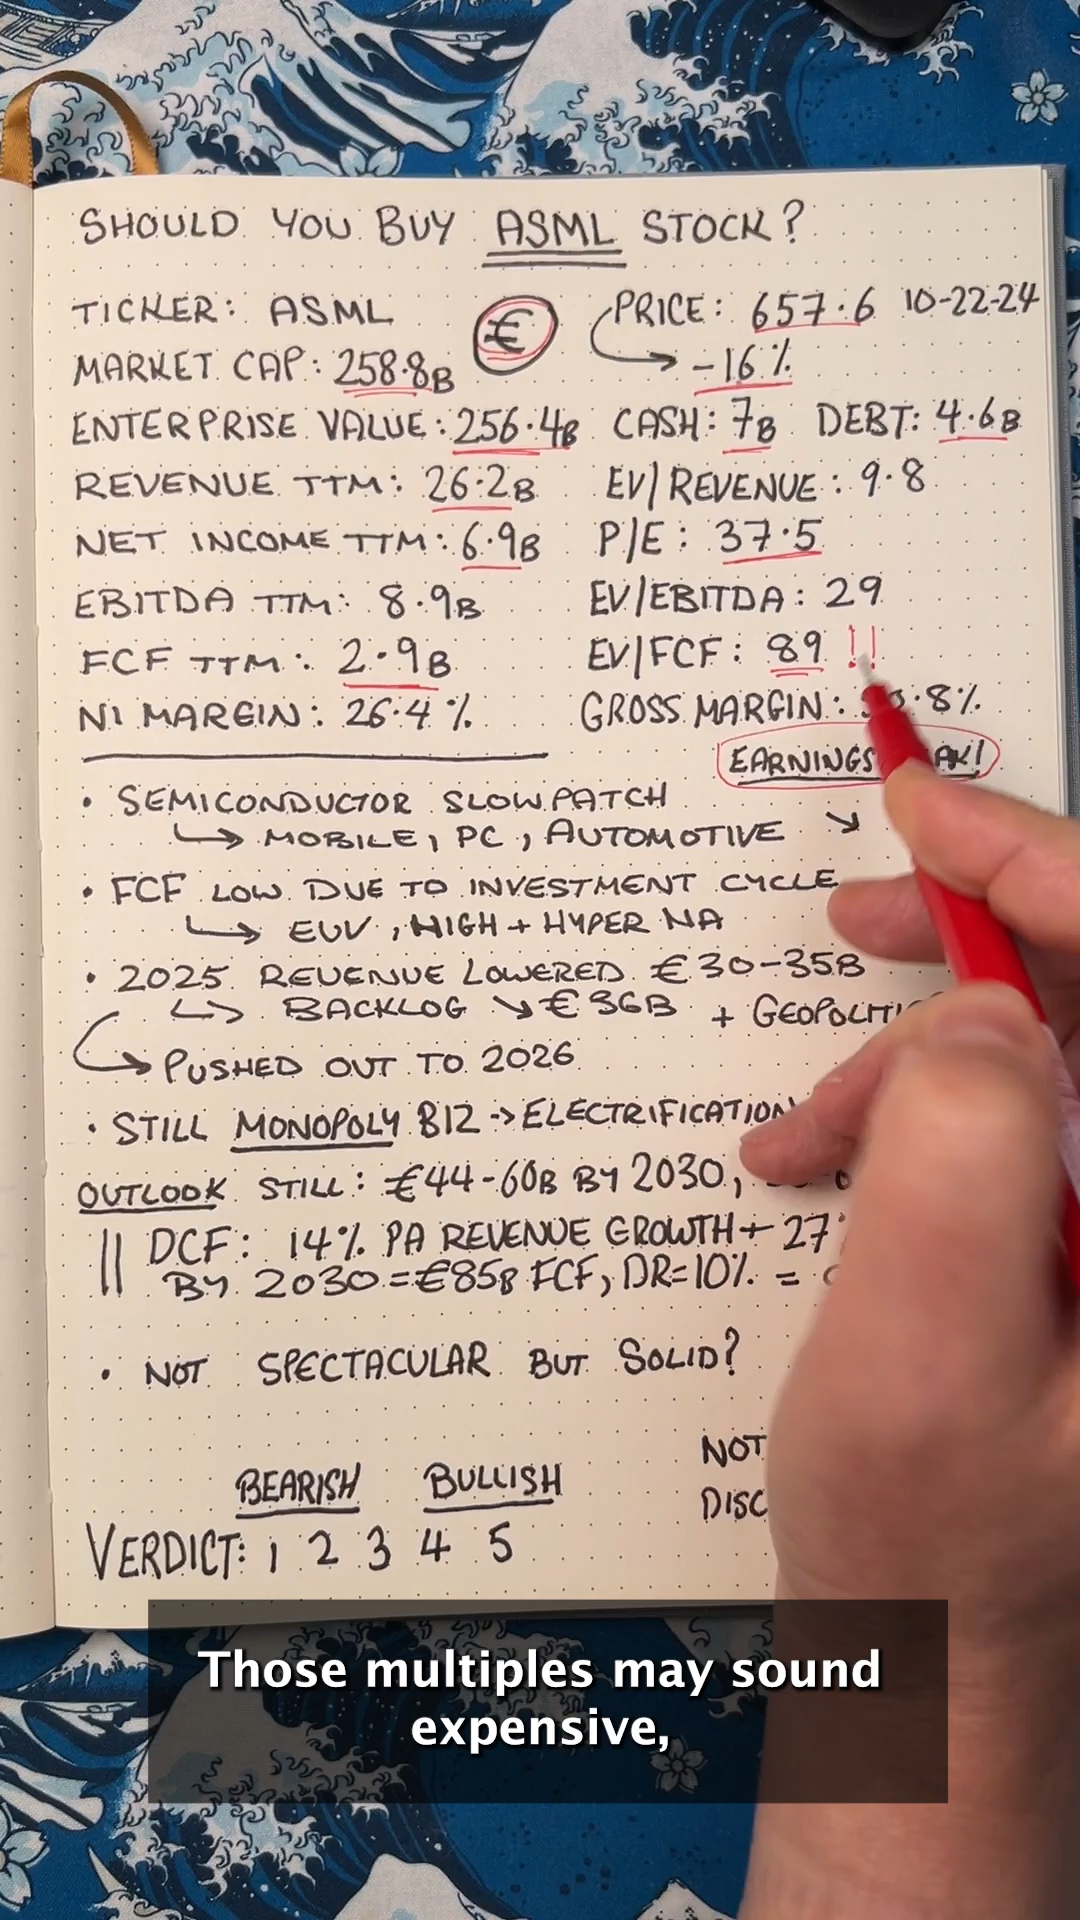 SHOULD YOU BUY ASML STOCK?
TICKER: ASML € PRICE: 657.6 10-22-24
MARKET CAP: 258.8B → -16%
ENTERPRISE VALUE: 256.4B CASH: 7B DEBT: 4.6B
REVENUE TTM: 26.2B EV/REVENUE: 9.8
NET INCOME TTM: 6.9B P/E: 37.5
EBITDA TTM: 8.9B EV/EBITDA: 29
FCF TTM: 2.9B EV/FCF: 89 !!
NI MARGIN: 26.4% GROSS MARGIN: .8%
EARNINGS
• SEMICONDUCTOR SLOWPATCH
↳ MOBILE, PC, AUTOMOTIVE ↘
• FCF LOW DUE TO INVESTMENT CYCLE
↳ EUV, HIGH + HYPER NA
• 2025 REVENUE LOWERED €30-35B
↳ BACKLOG ↘ €36B + GEOPOLITI
→ PUSHED OUT TO 2026
• STILL MONOPOLY BIZ → ELECTRIFICATION
OUTLOOK STILL: €44-60B BY 2030,
|| DCF: 14% PA REVENUE GROWTH + 27
BY 2030 = €85B FCF, DR=10% =
• NOT SPECTACULAR BUT SOLID?
NOT
BEARISH BULLISH
DISC
VERDICT: 1 2 3 4 5
Those multiples may sound
expensive,